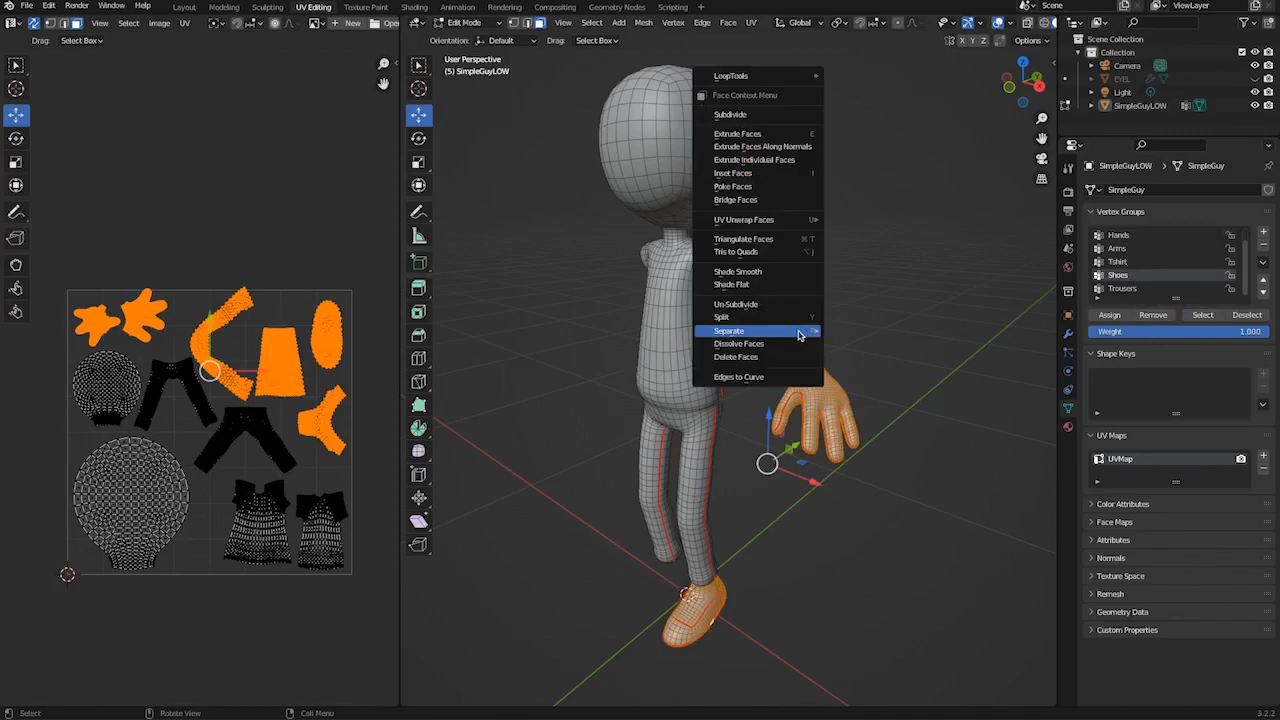 File Edit Render Window Help Layout Modeling Sculpting UV Editing Texture Paint Shading Animation Rendering Compositing Geometry Nodes Scripting Scene ViewLayer
View Select Image UV New Open Edit Mode View Select Add Mesh Vertex Edge Face UV Global
Drag: Select Box Orientation: Default Drag: Select Box X Y Z Options
User Perspective
(5) SimpleGuyLOW
LoopTools
Face Context Menu
Subdivide
Extrude Faces E
Extrude Faces Along Normals
Extrude Individual Faces
Inset Faces I
Poke Faces
Bridge Faces
UV Unwrap Faces U
Triangulate Faces ⌘ T
Tris to Quads ⌥ J
Shade Smooth
Shade Flat
Un-Subdivide
Split Y
Separate P
Dissolve Faces
Delete Faces
Edges to Curve
Z
Y
X
Scene Collection
Collection
Camera
EYEL
Light
SimpleGuyLOW
SimpleGuyLOW SimpleGuy
SimpleGuy
Vertex Groups
Hands
Arms
Tshirt
Shoes
Trousers
Assign Remove Select Deselect
Weight 1.000
Shape Keys
UV Maps
UVMap
Color Attributes
Face Maps
Attributes
Normals
Texture Space
Remesh
Geometry Data
Custom Properties
Select Rotate View Call Menu 3.2.2